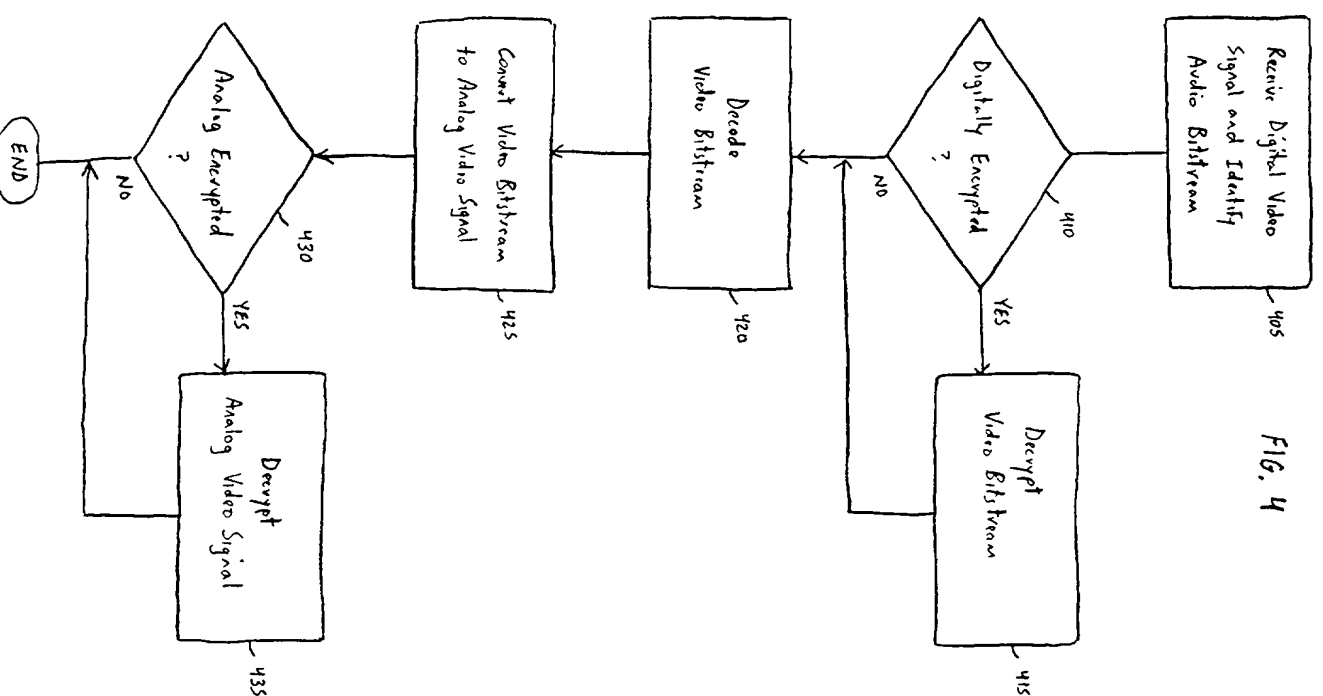 FIG. 4
Receive Digital Video
Signal and Identify
Audio Bitstream
405
Digitally Encrypted
?
410
YES
NO
Decrypt
Video Bitstream
415
Decode
Video Bitstream
420
Convert Video Bitstream
to Analog Video Signal
425
Analog Encrypted
?
430
YES
NO
Decrypt
Analog Video Signal
435
END